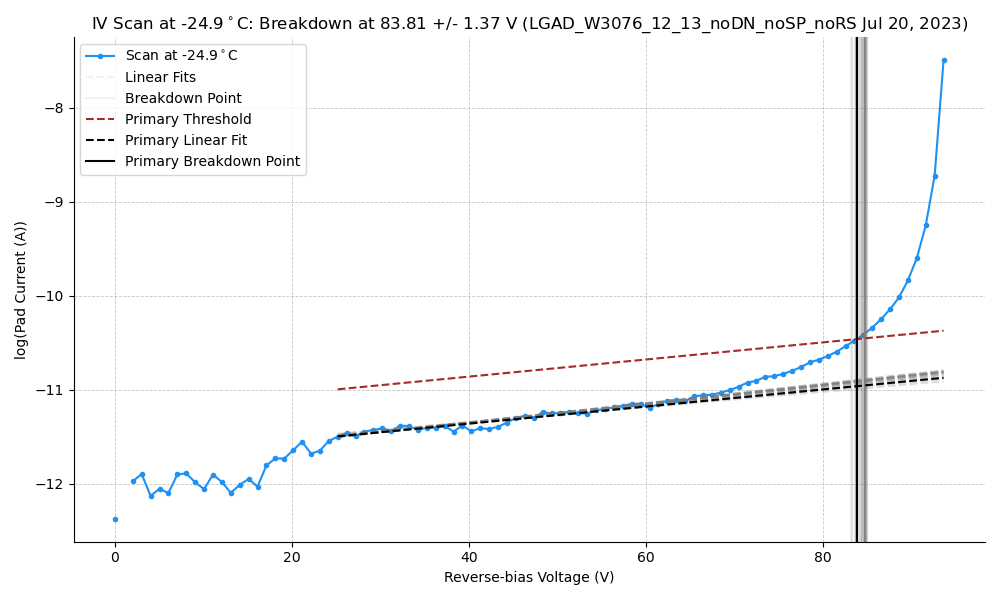 IV Scan at -24.9°C: Breakdown at 83.81 +/- 1.37 V (LGAD_W3076_12_13_noDN_noSP_noRS Jul 20, 2023)
Scan at -24.9°C
Linear Fits
Breakdown Point
Primary Threshold
Primary Linear Fit
Primary Breakdown Point
log(Pad Current (A))
−8
−9
−10
−11
−12
0 20 40 60 80
Reverse-bias Voltage (V)